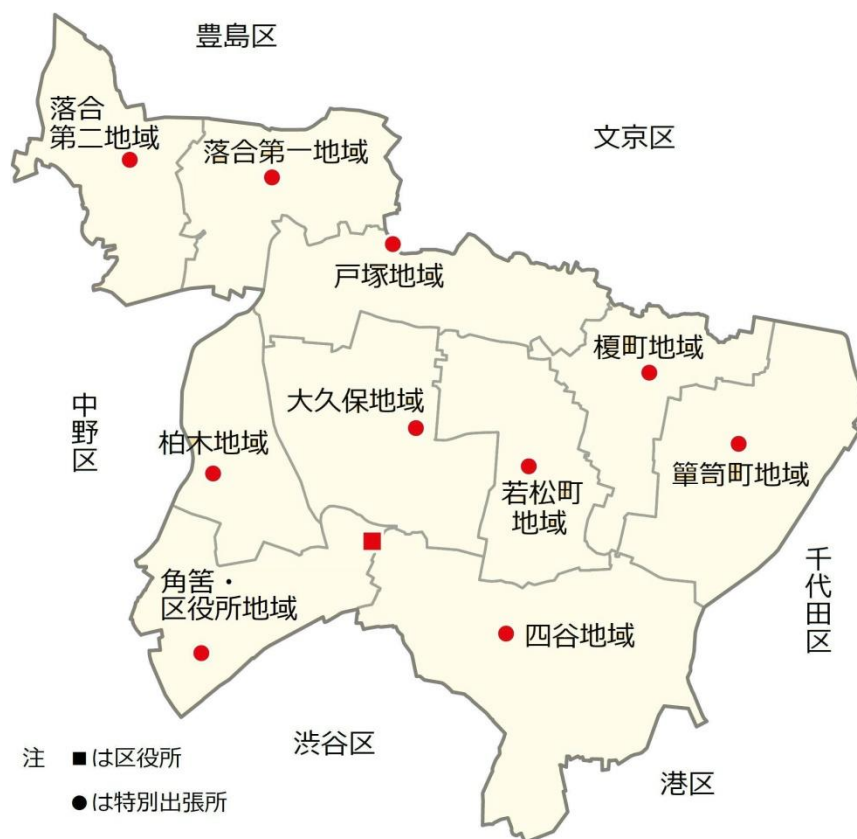 豊島区
文京区
落合
第二地域
落合第一地域
戸塚地域
榎町地域
大久保地域
中野区
柏木地域
若松町
地域
簞笥町地域
角筈・
区役所地域
四谷地域
千代田区
渋谷区
港区
注 ■は区役所
●は特別出張所